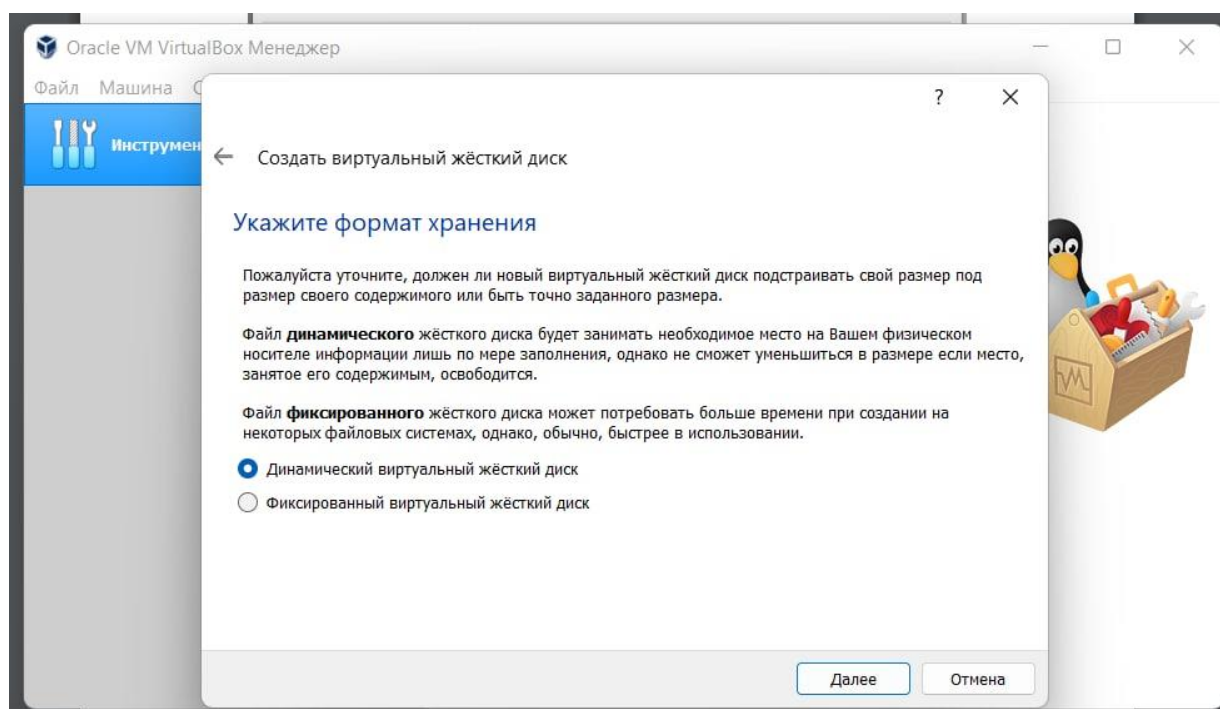 Oracle VM VirtualBox Менеджер
Файл Машина
?
Инструмен
Создать виртуальный жёсткий диск
Укажите формат хранения
Пожалуйста уточните, должен ли новый виртуальный жёсткий диск подстраивать свой размер под
размер своего содержимого или быть точно заданного размера.
Файл динамического жёсткого диска будет занимать необходимое место на Вашем физическом
носителе информации лишь по мере заполнения, однако не сможет уменьшиться в размере если место,
занятое его содержимым, освободится.
Файл фиксированного жёсткого диска может потребовать больше времени при создании на
некоторых файловых системах, однако, обычно, быстрее в использовании.
Динамический виртуальный жёсткий диск
Фиксированный виртуальный жёсткий диск
Далее Отмена